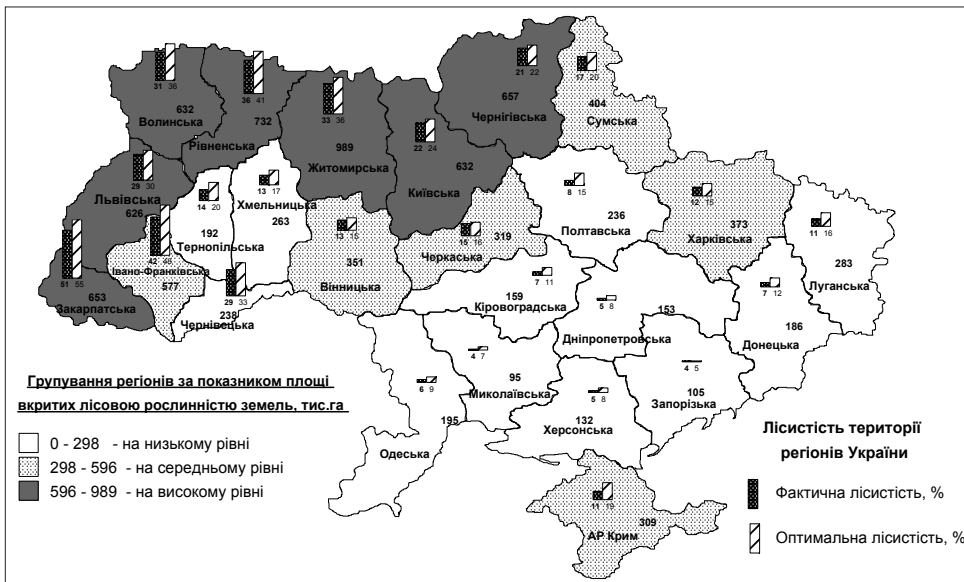 31 36
632
Волинська
36 41
732
Рівненська
33 36
989
Житомирська
22 24
632
Київська
21 22
657
Чернігівська
17 20
404
Сумська
29 30
Львівська
626
14 20
192
Тернопільська
13 17
Хмельницька
263
13 15
351
Вінницька
15 16
319
Черкаська
8 15
236
Полтавська
12 15
373
Харківська
11 16
283
Луганська
51 55
653
Закарпатська
42 48
Івано-Франківська
577
29 33
238
Чернівецька
7 11
159
Кіровоградська
5 8
153
Дніпропетровська
7 12
186
Донецька
6 9
195
Одеська
4 7
95
Миколаївська
5 8
132
Херсонська
4 5
105
Запорізька
11 19
309
АР Крим
Групування регіонів за показником площі
вкритих лісовою рослинністю земель, тис.га
0 - 298 - на низькому рівні
298 - 596 - на середньому рівні
596 - 989 - на високому рівні
Лісистість території
регіонів України
Фактична лісистість, %
Оптимальна лісистість, %